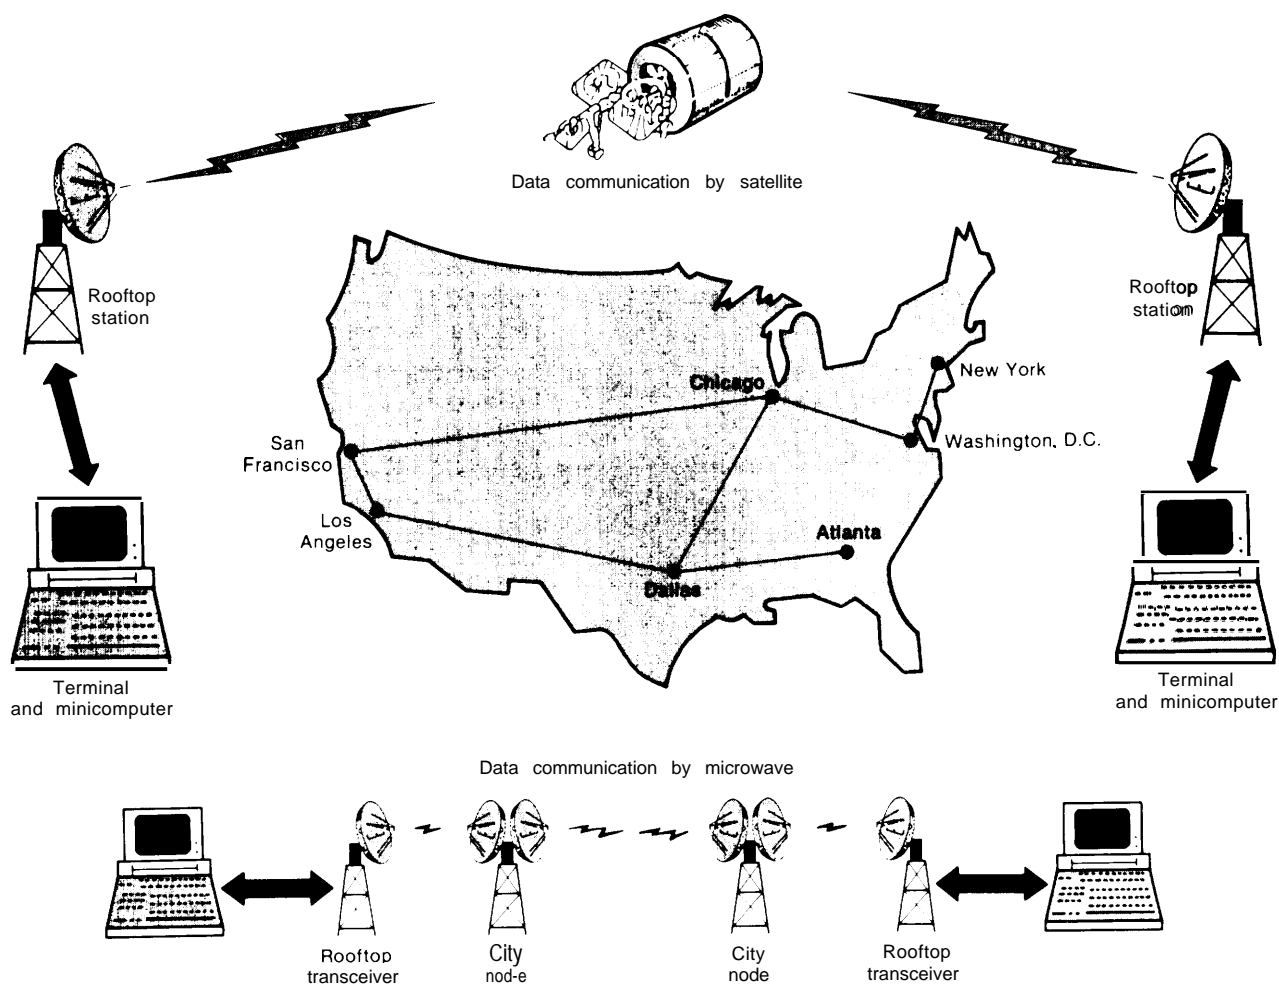 Data communication by satellite
Rooftop
station
Rooftop
station
New York
Chicago
Washington, D.C.
San
Francisco
Los
Angeles
Atlanta
Dallas
Terminal
and minicomputer
Terminal
and minicomputer
Data communication by microwave
Rooftop
transceiver
City
nod-e
City
node
Rooftop
transceiver